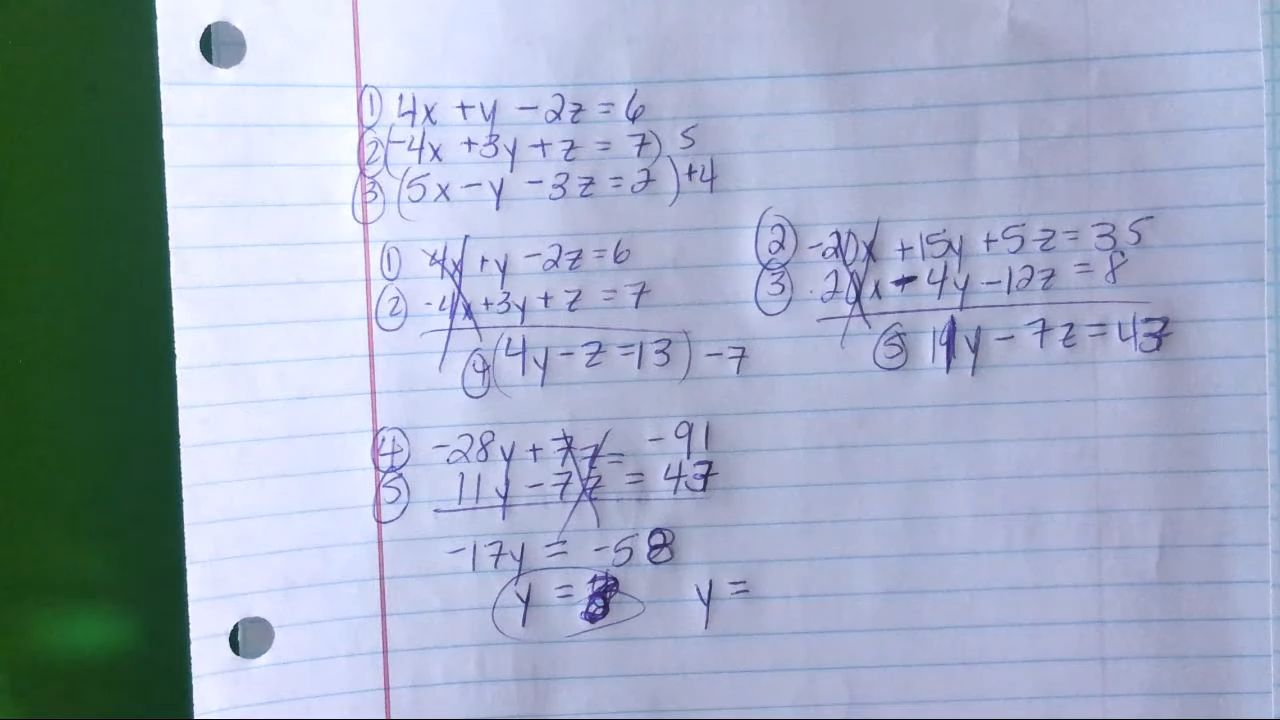 ① 4x + y - 2z = 6
②(-4x + 3y + z = 7) 5
③ (5x - y - 3z = 2) +4
① 4x + y - 2z = 6
② -4x + 3y + z = 7
④(4y - z = 13) -7
② -20x + 15y + 5z = 35
③ 20x - 4y - 12z = 8
⑤ 11y - 7z = 43
④ -28y + 7z = -91
⑤ 11y - 7z = 43
-17y = -58
y = y =